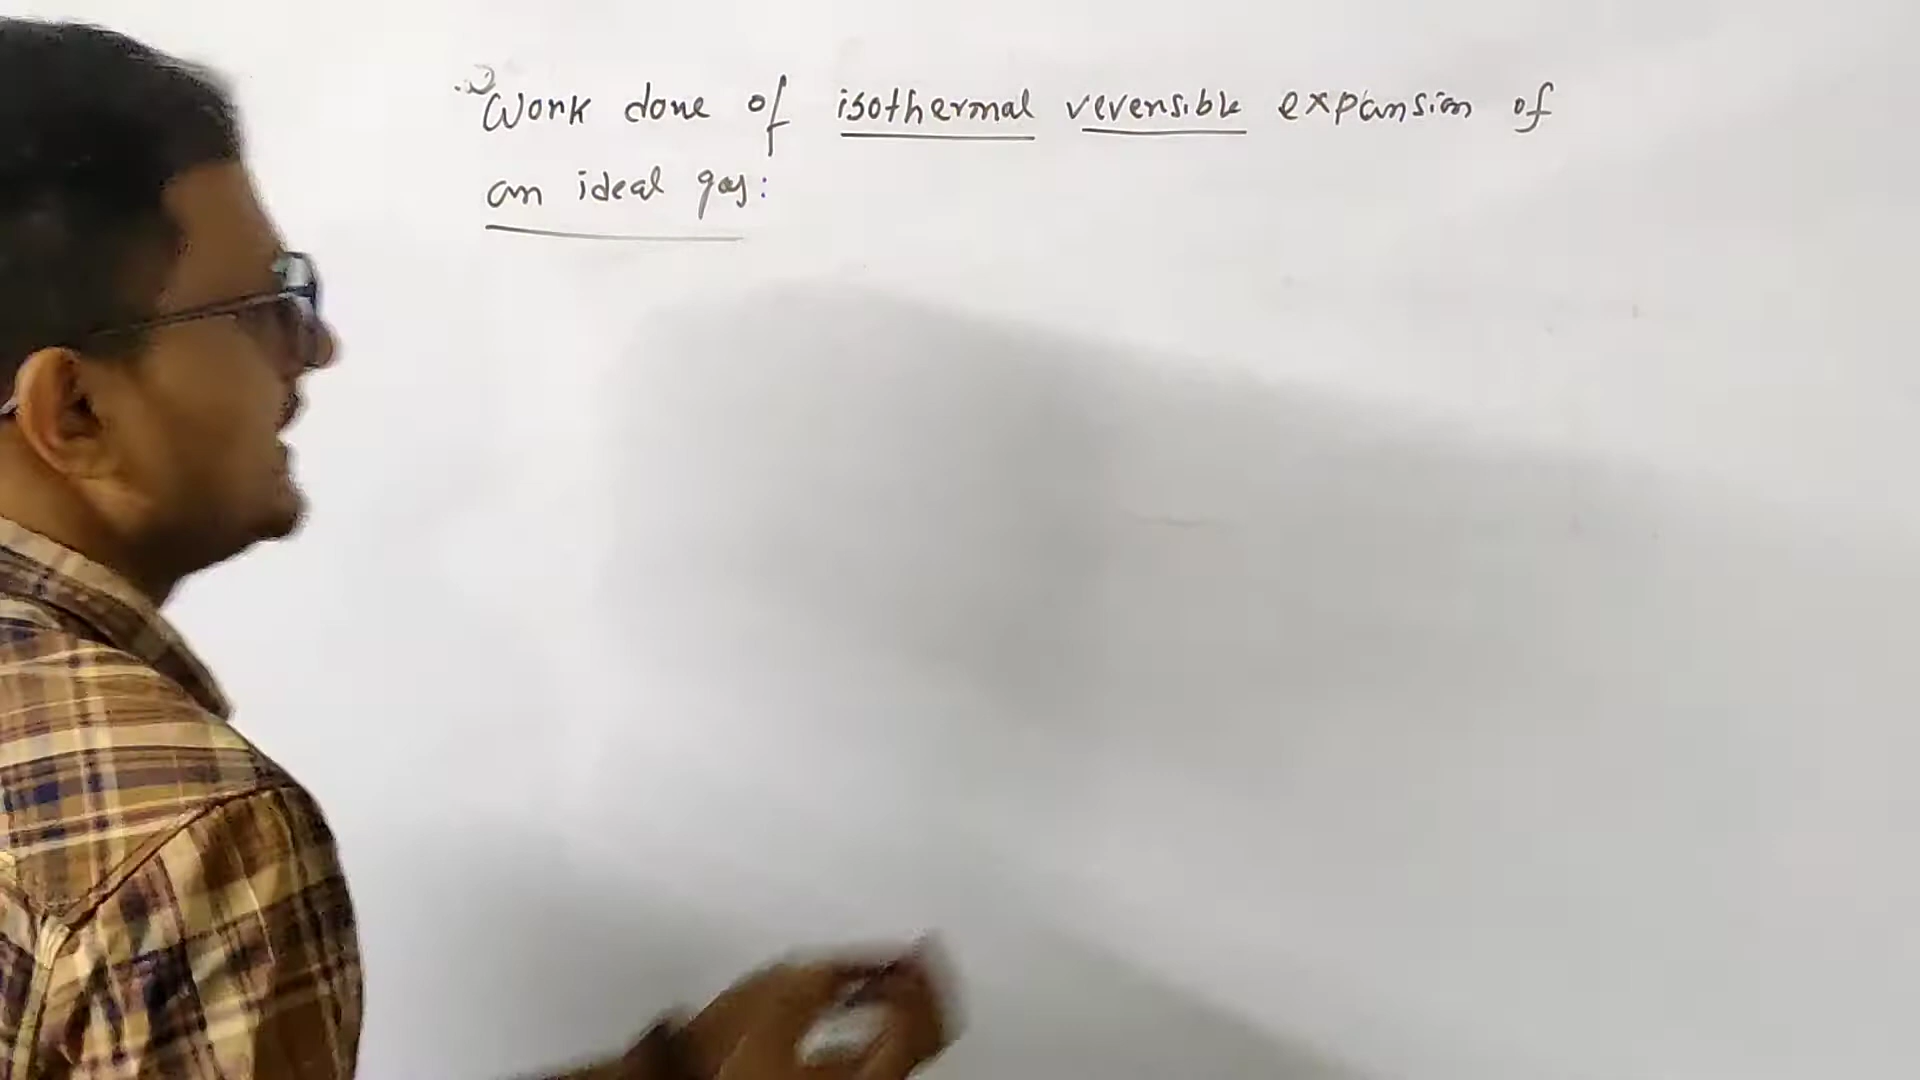 Work done of isothermal reversible expansion of
an ideal gas: